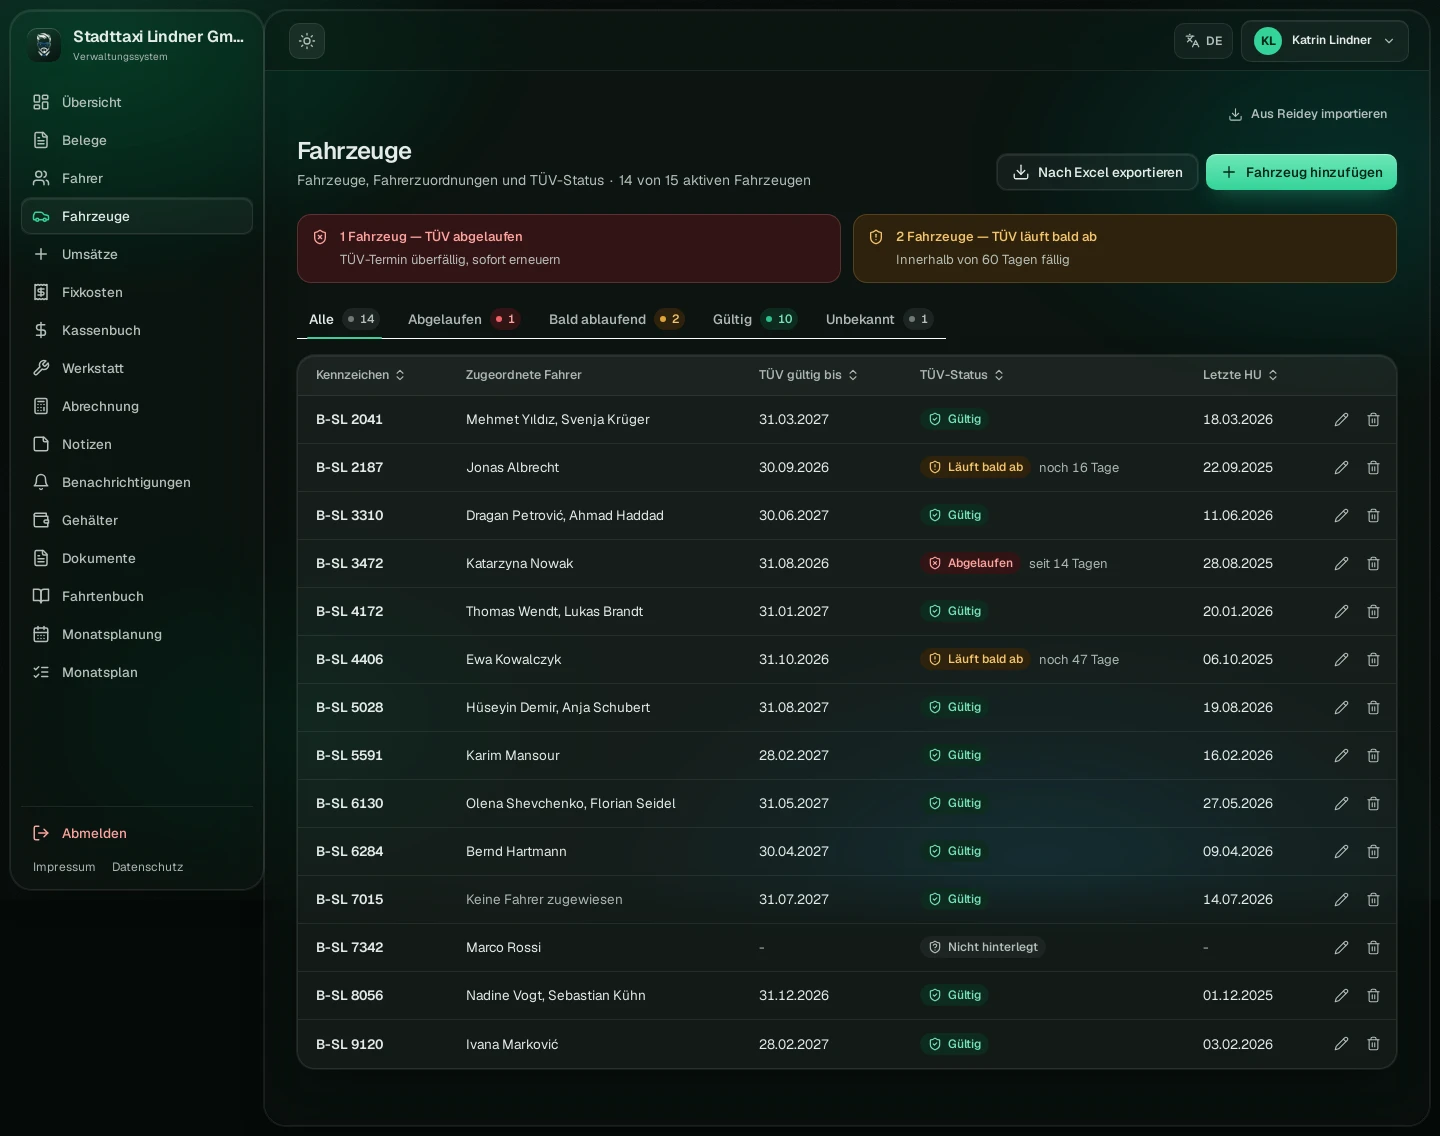 Stadttaxi Lindner Gm...
Verwaltungssystem
Übersicht
Belege
Fahrer
Fahrzeuge
Umsätze
Fixkosten
Kassenbuch
Werkstatt
Abrechnung
Notizen
Benachrichtigungen
Gehälter
Dokumente
Fahrtenbuch
Monatsplanung
Monatsplan
Abmelden
Impressum Datenschutz
DE
KL Katrin Lindner
Aus Reidey importieren
Fahrzeuge
Fahrzeuge, Fahrerzuordnungen und TÜV-Status · 14 von 15 aktiven Fahrzeugen
Nach Excel exportieren
Fahrzeug hinzufügen
1 Fahrzeug — TÜV abgelaufen
TÜV-Termin überfällig, sofort erneuern
2 Fahrzeuge — TÜV läuft bald ab
Innerhalb von 60 Tagen fällig
Alle 14 Abgelaufen 1 Bald ablaufend 2 Gültig 10 Unbekannt 1
Kennzeichen Zugeordnete Fahrer TÜV gültig bis TÜV-Status Letzte HU
B-SL 2041 Mehmet Yıldız, Svenja Krüger 31.03.2027 Gültig 18.03.2026
B-SL 2187 Jonas Albrecht 30.09.2026 Läuft bald ab noch 16 Tage 22.09.2025
B-SL 3310 Dragan Petrović, Ahmad Haddad 30.06.2027 Gültig 11.06.2026
B-SL 3472 Katarzyna Nowak 31.08.2026 Abgelaufen seit 14 Tagen 28.08.2025
B-SL 4172 Thomas Wendt, Lukas Brandt 31.01.2027 Gültig 20.01.2026
B-SL 4406 Ewa Kowalczyk 31.10.2026 Läuft bald ab noch 47 Tage 06.10.2025
B-SL 5028 Hüseyin Demir, Anja Schubert 31.08.2027 Gültig 19.08.2026
B-SL 5591 Karim Mansour 28.02.2027 Gültig 16.02.2026
B-SL 6130 Olena Shevchenko, Florian Seidel 31.05.2027 Gültig 27.05.2026
B-SL 6284 Bernd Hartmann 30.04.2027 Gültig 09.04.2026
B-SL 7015 Keine Fahrer zugewiesen 31.07.2027 Gültig 14.07.2026
B-SL 7342 Marco Rossi - Nicht hinterlegt -
B-SL 8056 Nadine Vogt, Sebastian Kühn 31.12.2026 Gültig 01.12.2025
B-SL 9120 Ivana Marković 28.02.2027 Gültig 03.02.2026